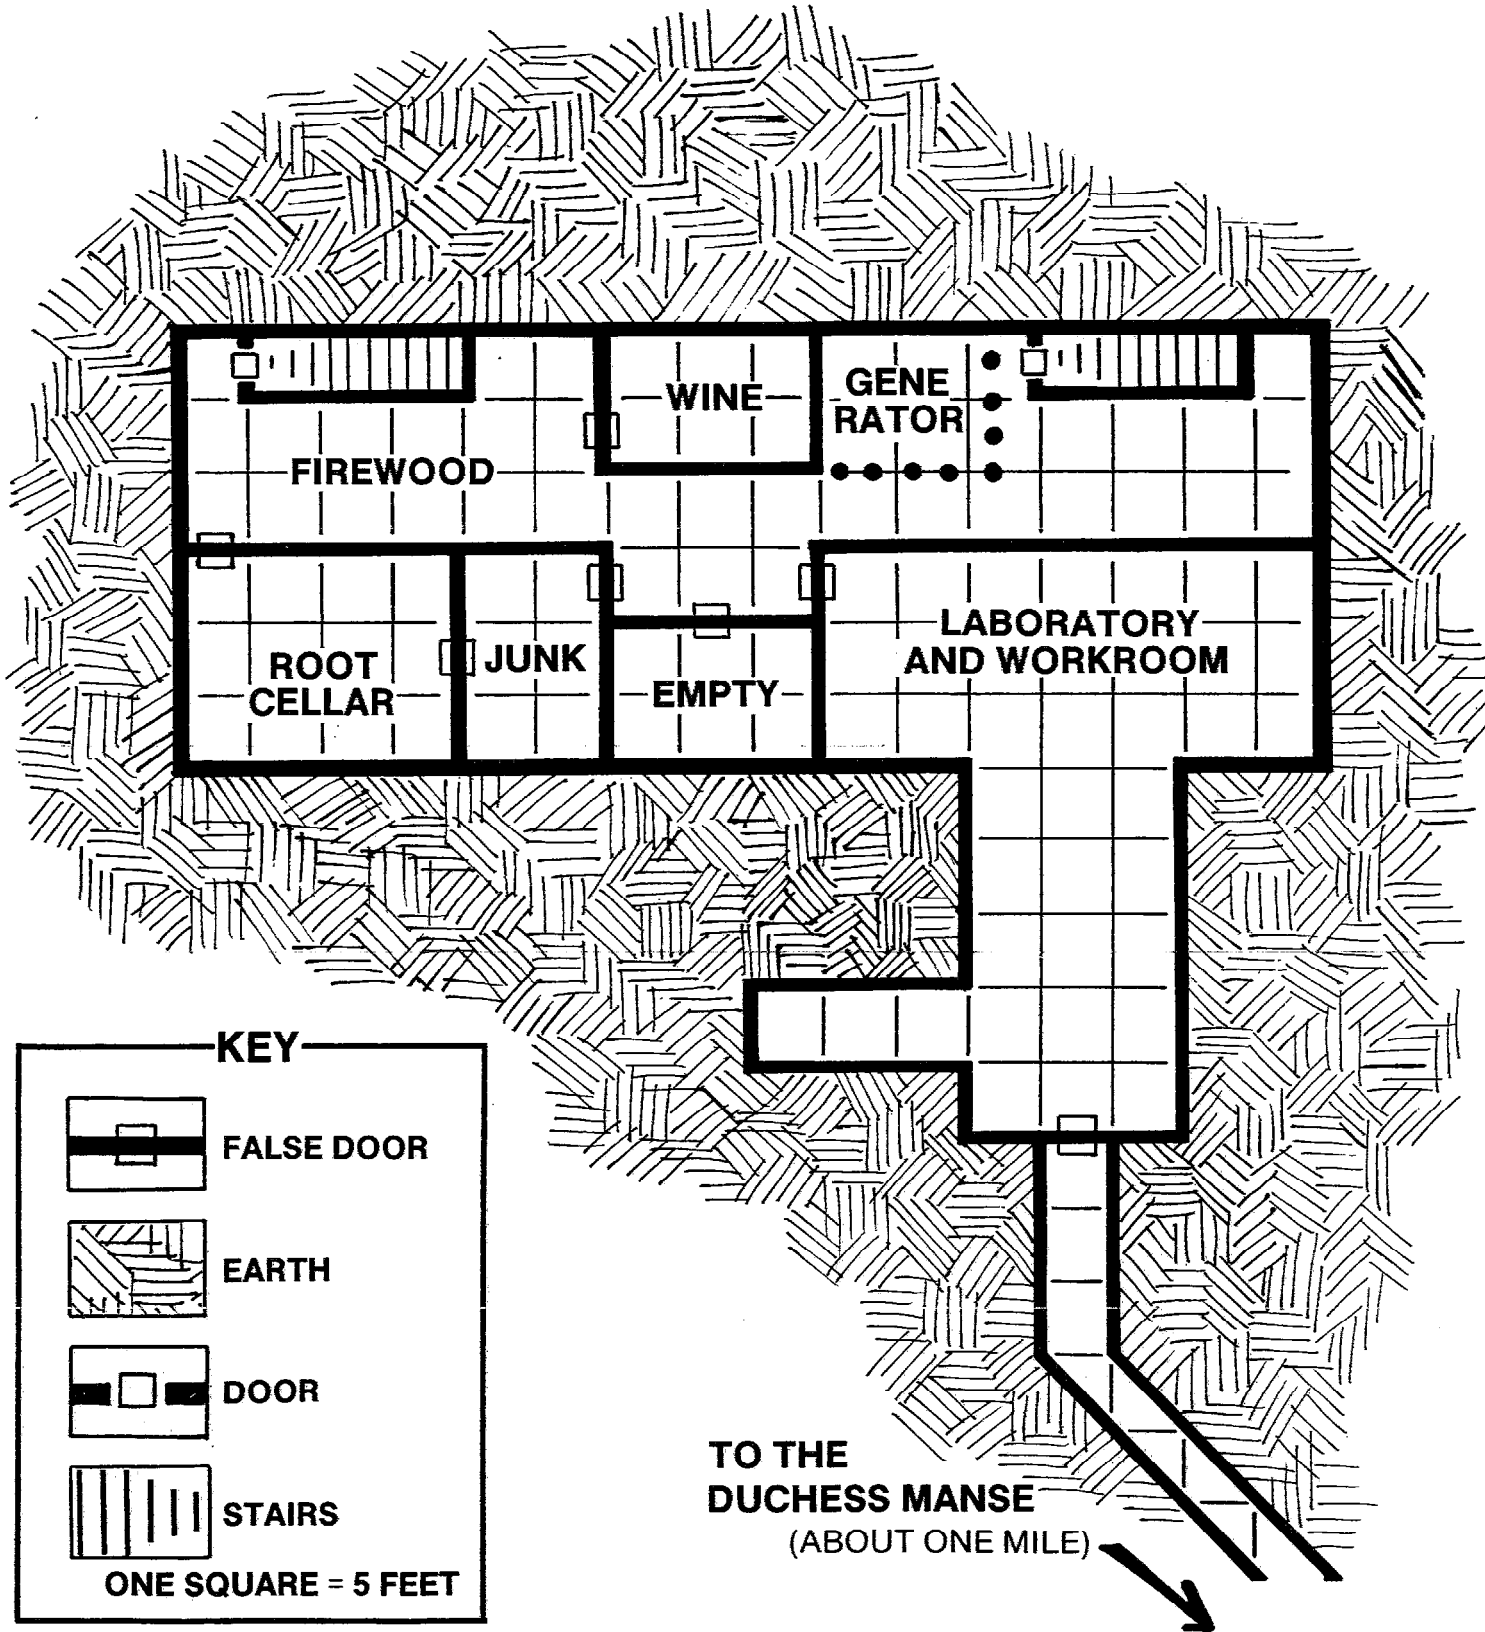 WINE
GENE
RATOR
FIREWOOD
ROOT
CELLAR
JUNK
EMPTY
LABORATORY
AND WORKROOM
KEY
FALSE DOOR
EARTH
DOOR
STAIRS
ONE SQUARE = 5 FEET
TO THE
DUCHESS MANSE
(ABOUT ONE MILE)